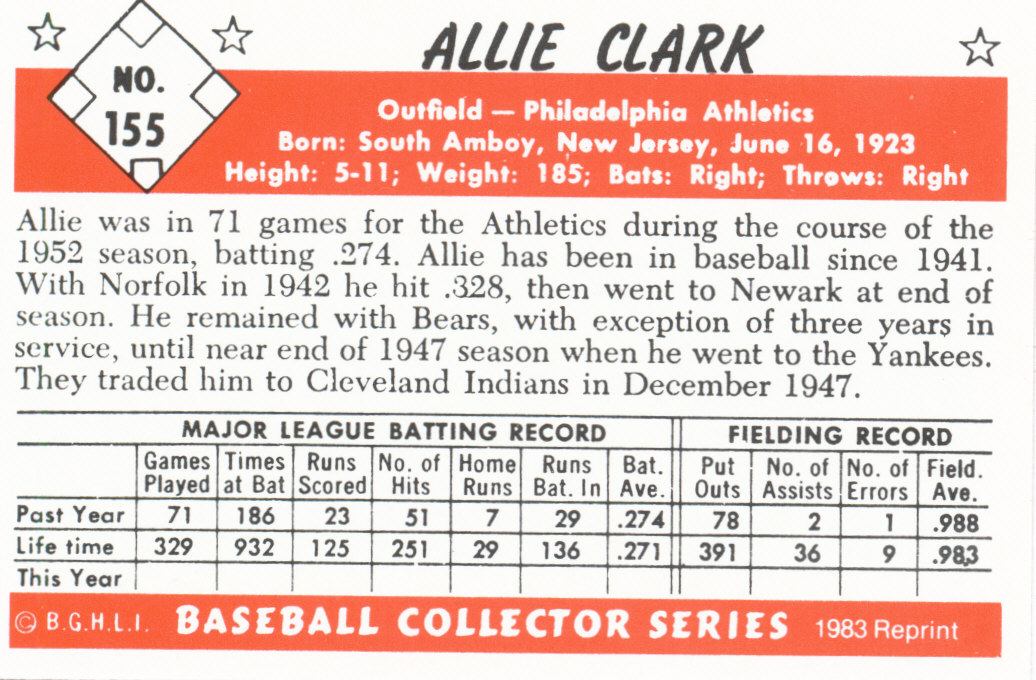 ALLIE CLARK
NO.
155
Outfield — Philadelphia Athletics
Born: South Amboy, New Jersey, June 16, 1923
Height: 5-11; Weight: 185; Bats: Right; Throws: Right
Allie was in 71 games for the Athletics during the course of the
1952 season, batting .274. Allie has been in baseball since 1941.
With Norfolk in 1942 he hit .328, then went to Newark at end of
season. He remained with Bears, with exception of three years in
service, until near end of 1947 season when he went to the Yankees.
They traded him to Cleveland Indians in December 1947.
MAJOR LEAGUE BATTING RECORD FIELDING RECORD
Games Times Runs No. of Home Runs Bat. Put No. of No. of Field.
Played at Bat Scored Hits Runs Bat. In Ave. Outs Assists Errors Ave.
Past Year 71 186 23 51 7 29 .274 78 2 1 .988
Life time 329 932 125 251 29 136 .271 391 36 9 .983
This Year
© B.G.H.L.I. BASEBALL COLLECTOR SERIES 1983 Reprint